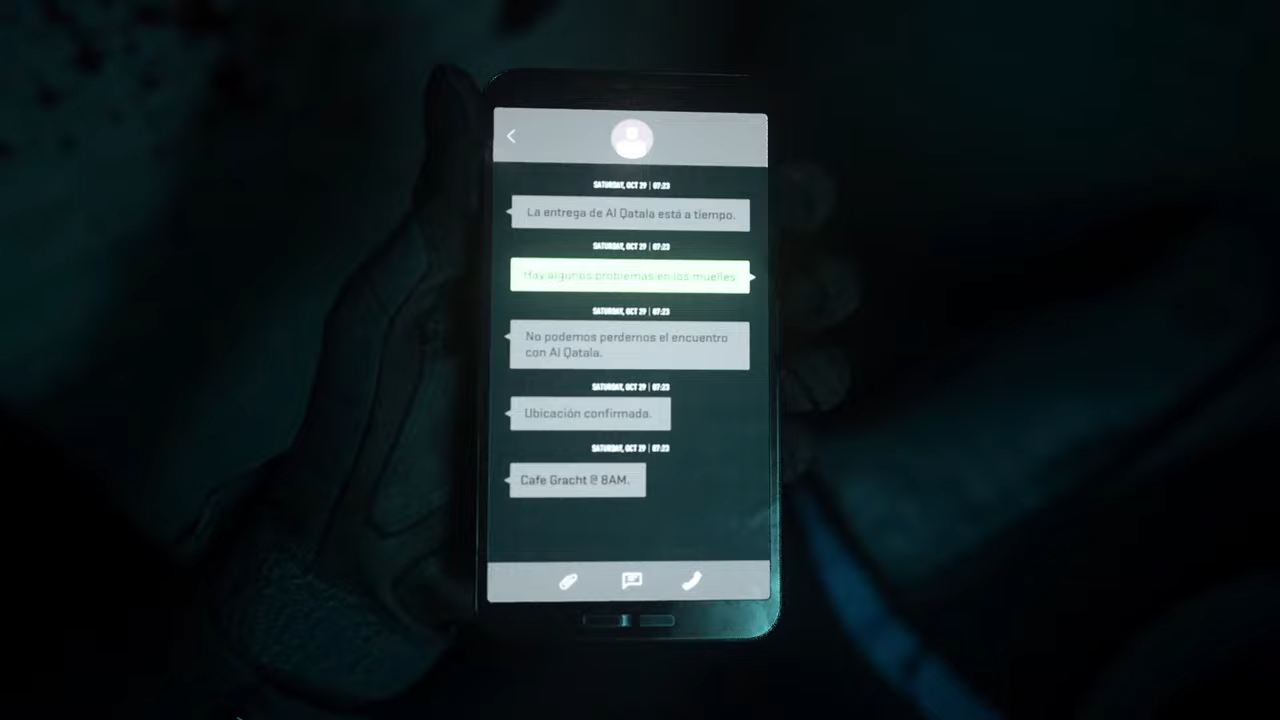 SATURDAY, OCT 29 | 07:23
La entrega de Al Qatala está a tiempo.
SATURDAY, OCT 29 | 07:23
Hay algunos problemas en los muelles
SATURDAY, OCT 29 | 07:23
No podemos perdernos el encuentro
con Al Qatala.
SATURDAY, OCT 29 | 07:23
Ubicación confirmada.
SATURDAY, OCT 29 | 07:23
Cafe Gracht @ 8AM.